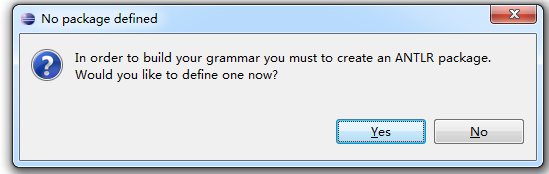 No package defined
In order to build your grammar you must to create an ANTLR package.
Would you like to define one now?
Yes
No